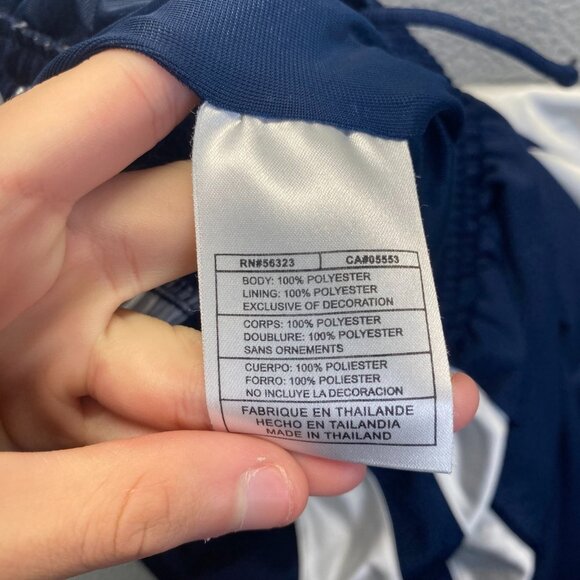 RN#56323 CA#05553
BODY: 100% POLYESTER
LINING: 100% POLYESTER
EXCLUSIVE OF DECORATION
CORPS: 100% POLYESTER
DOUBLURE: 100% POLYESTER
SANS ORNEMENTS
CUERPO: 100% POLIESTER
FORRO: 100% POLIESTER
NO INCLUYE LA DECORACION
FABRIQUE EN THAILANDE
HECHO EN TAILANDIA
MADE IN THAILAND